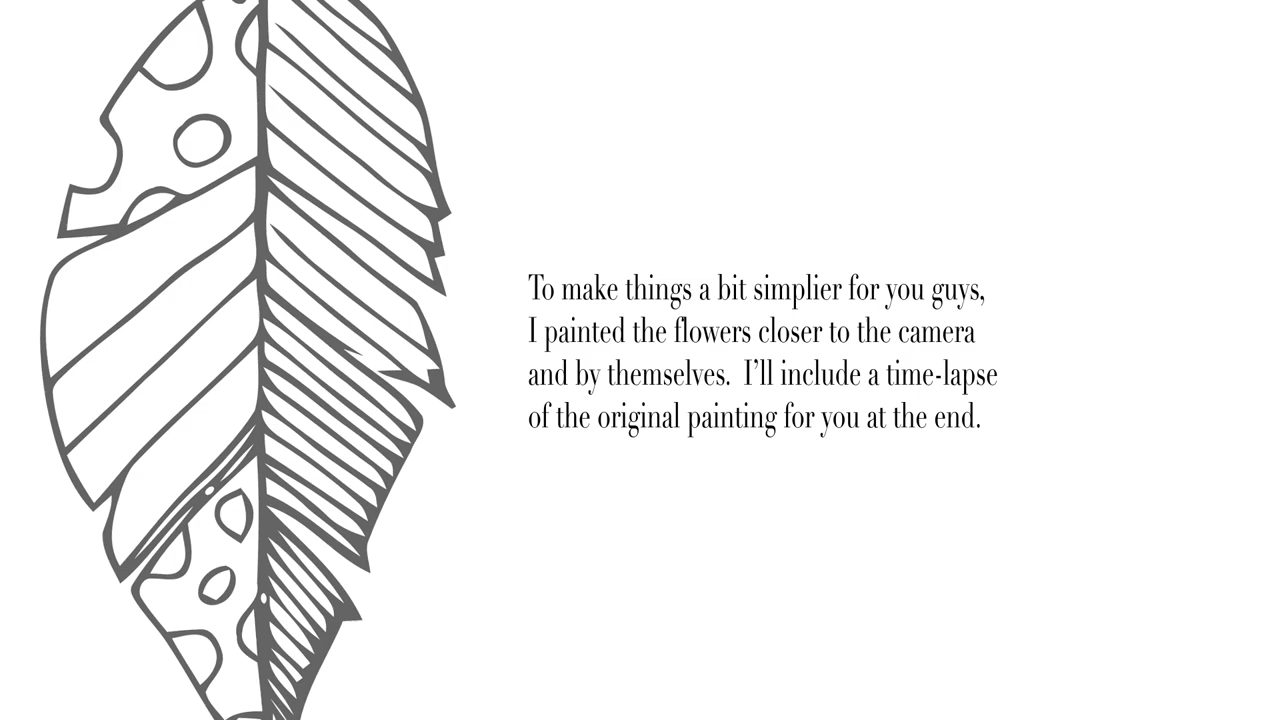 To make things a bit simplier for you guys,
I painted the flowers closer to the camera
and by themselves.  I’ll include a time-lapse
of the original painting for you at the end.